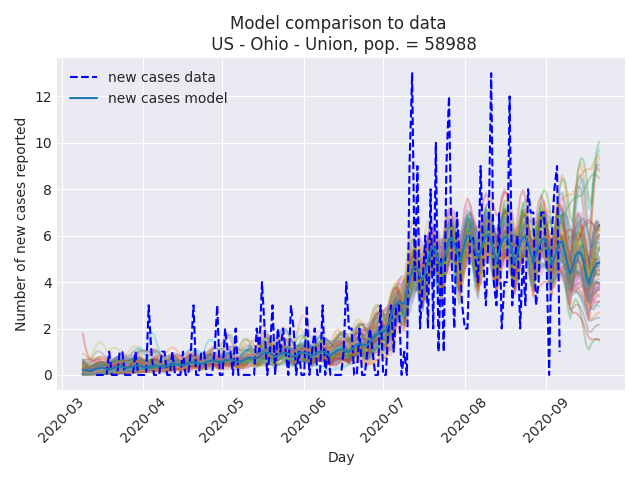 Model comparison to data
US - Ohio - Union, pop. = 58988
new cases data
new cases model
Number of new cases reported
12
10
8
6
4
2
0
2020-03
2020-04
2020-05
2020-06
2020-07
2020-08
2020-09
Day